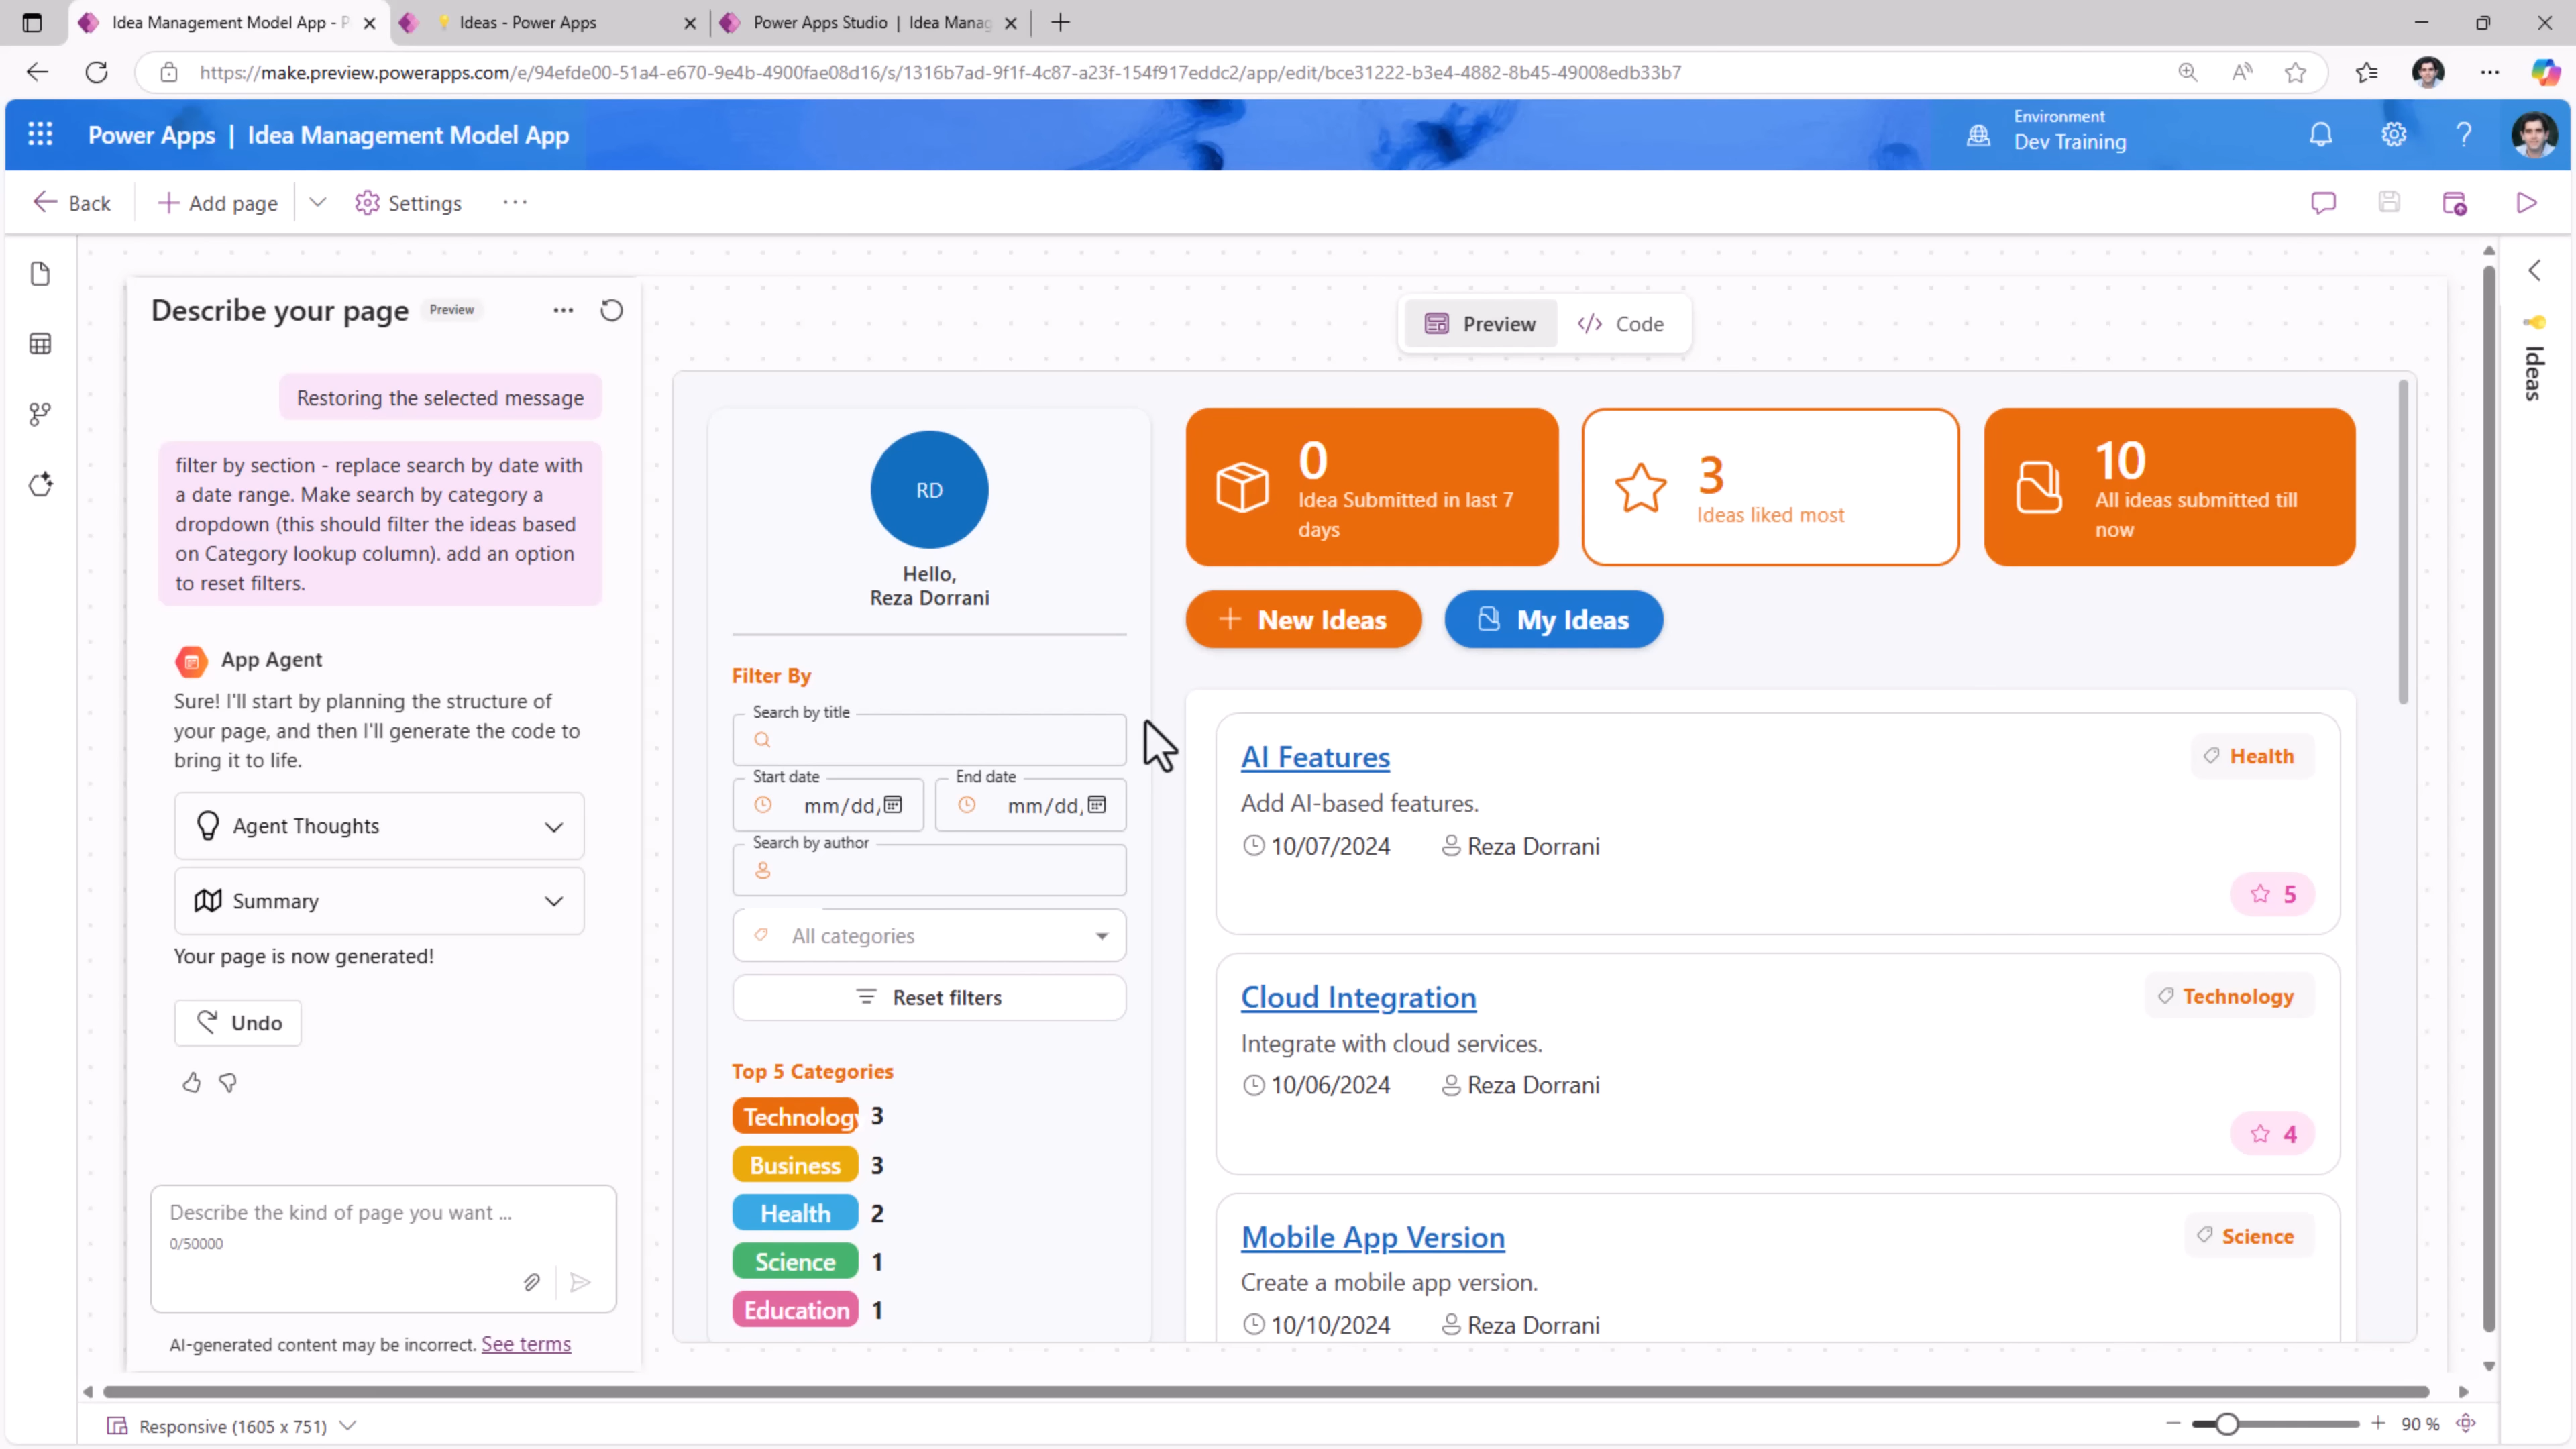 Idea Management Model App - P
Ideas - Power Apps
Power Apps Studio | Idea Manag
https://make.preview.powerapps.com/e/94efde00-51a4-e670-9e4b-4900fae08d16/s/1316b7ad-9f1f-4c87-a23f-154f917eddc2/app/edit/bce31222-b3e4-4882-8b45-49008edb33b7
Power Apps | Idea Management Model App
Environment
Dev Training
Back
Add page
Settings
Describe your page
Preview
Restoring the selected message
filter by section - replace search by date with
a date range. Make search by category a
dropdown (this should filter the ideas based
on Category lookup column). add an option
to reset filters.
App Agent
Sure! I'll start by planning the structure of
your page, and then I'll generate the code to
bring it to life.
Agent Thoughts
Summary
Your page is now generated!
Undo
Describe the kind of page you want ...
0/50000
AI-generated content may be incorrect. See terms
Preview
Code
RD
Hello,
Reza Dorrani
Filter By
Search by title
Start date
End date
mm/dd/
mm/dd/
Search by author
All categories
Reset filters
Top 5 Categories
Technology 3
Business 3
Health 2
Science 1
Education 1
0
Idea Submitted in last 7
days
3
Ideas liked most
10
All ideas submitted till
now
New Ideas
My Ideas
AI Features
Health
Add AI-based features.
10/07/2024
Reza Dorrani
5
Cloud Integration
Technology
Integrate with cloud services.
10/06/2024
Reza Dorrani
4
Mobile App Version
Science
Create a mobile app version.
10/10/2024
Reza Dorrani
Ideas
Responsive (1605 x 751)
90 %